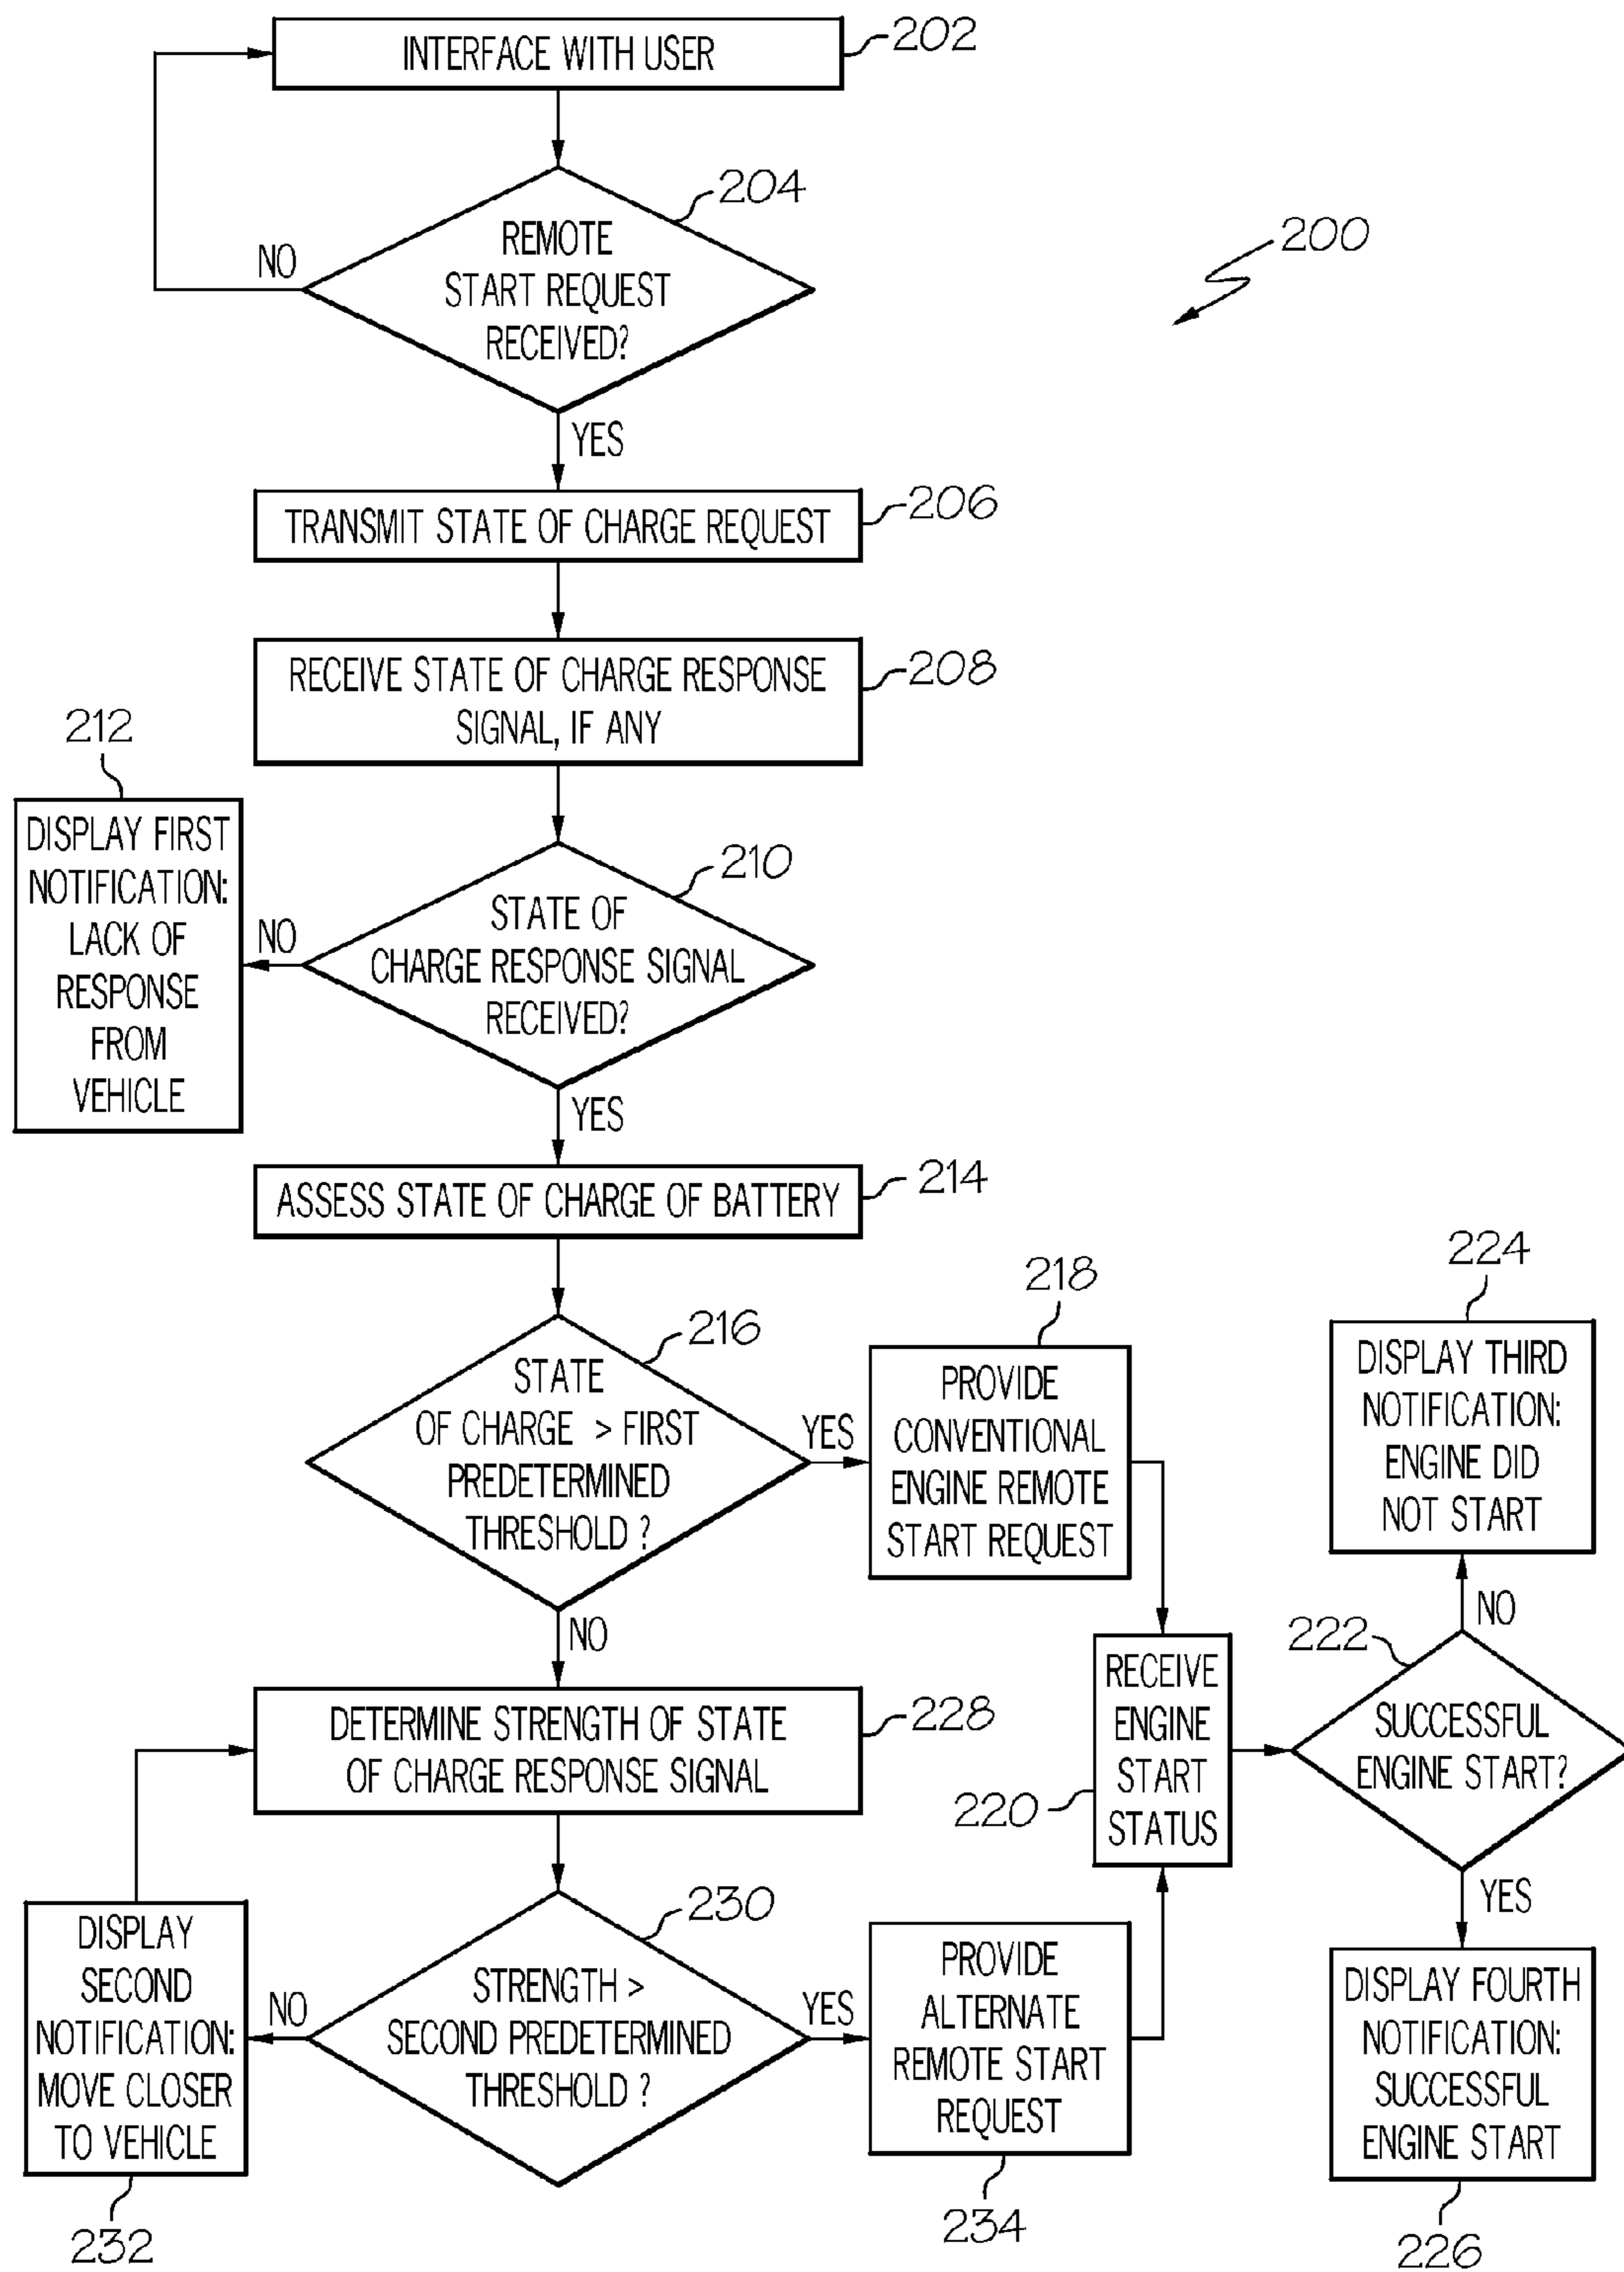 INTERFACE WITH USER
202
204
REMOTE
START REQUEST
RECEIVED?
NO
200
YES
TRANSMIT STATE OF CHARGE REQUEST
206
RECEIVE STATE OF CHARGE RESPONSE
SIGNAL, IF ANY
208
212
DISPLAY FIRST
NOTIFICATION:
LACK OF
RESPONSE
FROM
VEHICLE
NO
210
STATE OF
CHARGE RESPONSE SIGNAL
RECEIVED?
YES
ASSESS STATE OF CHARGE OF BATTERY
214
216
STATE
OF CHARGE > FIRST
PREDETERMINED
THRESHOLD ?
YES
218
PROVIDE
CONVENTIONAL
ENGINE REMOTE
START REQUEST
224
DISPLAY THIRD
NOTIFICATION:
ENGINE DID
NOT START
NO
NO
222
SUCCESSFUL
ENGINE START?
RECEIVE
ENGINE
START
STATUS
220
DETERMINE STRENGTH OF STATE
OF CHARGE RESPONSE SIGNAL
228
YES
230
STRENGTH >
SECOND PREDETERMINED
THRESHOLD ?
NO
DISPLAY
SECOND
NOTIFICATION:
MOVE CLOSER
TO VEHICLE
232
YES
PROVIDE
ALTERNATE
REMOTE START
REQUEST
234
DISPLAY FOURTH
NOTIFICATION:
SUCCESSFUL
ENGINE START
226